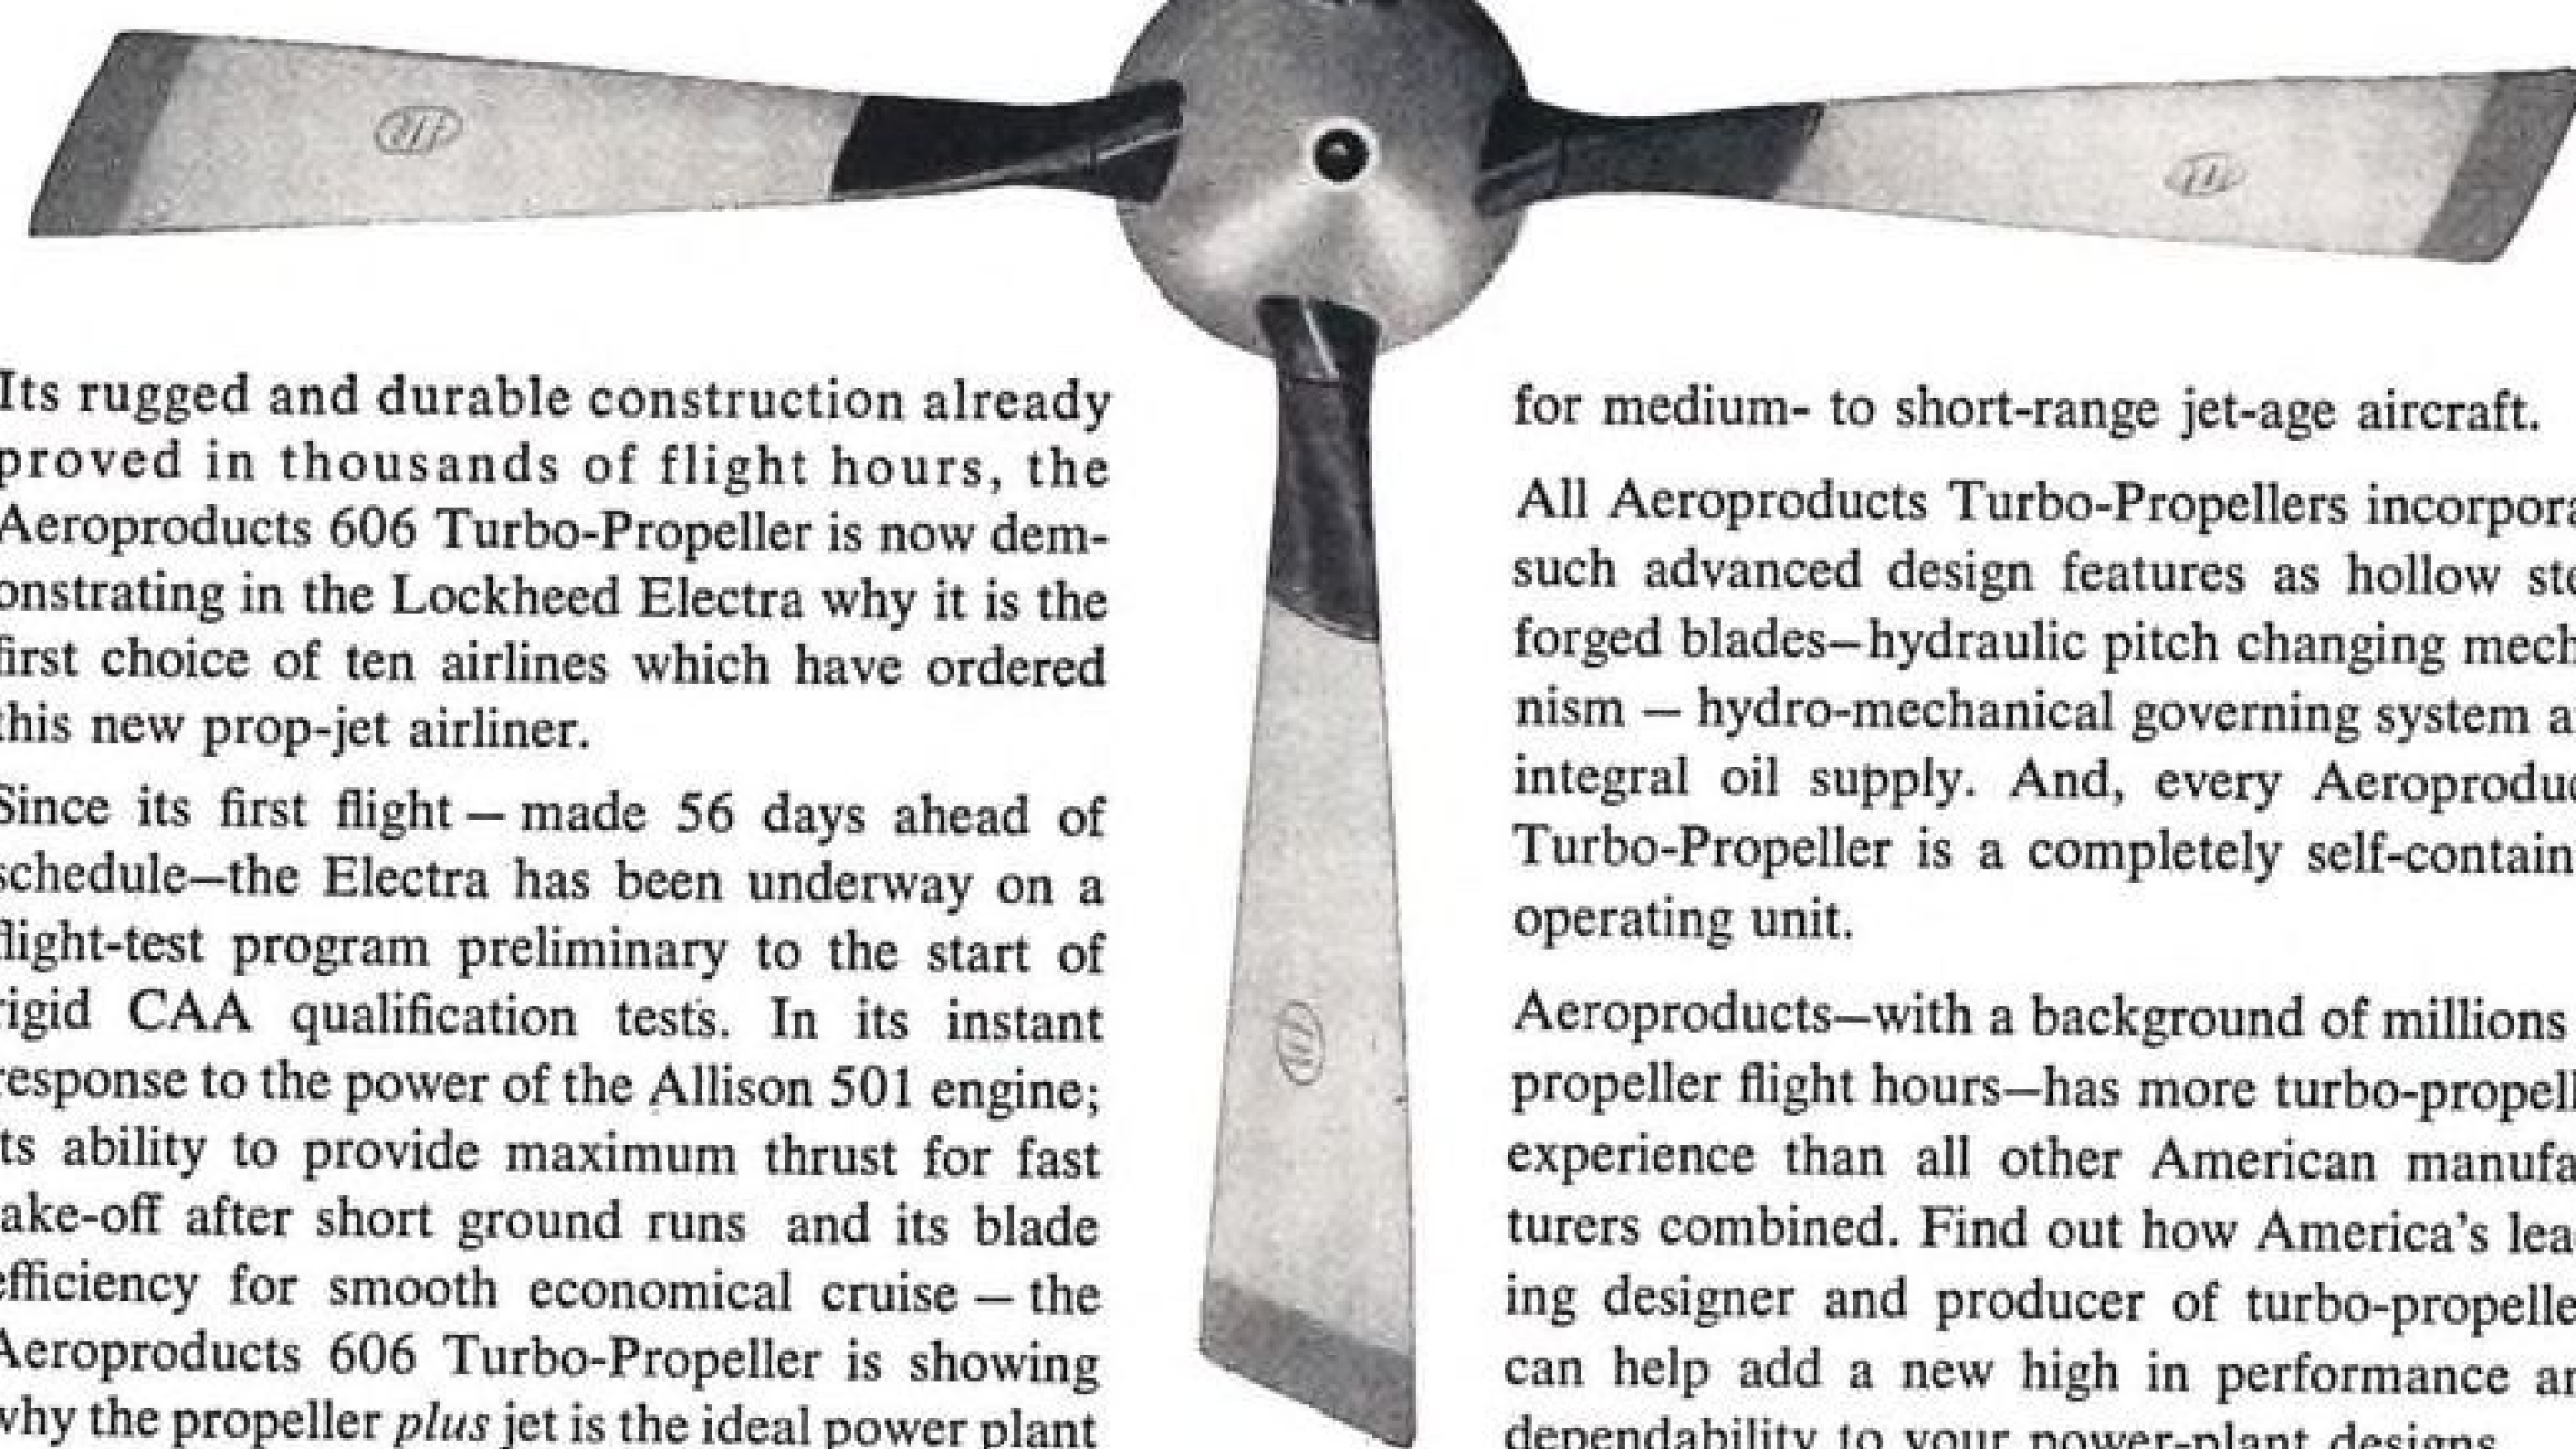 Its rugged and durable construction already
proved in thousands of flight hours, the
Aeroproducts 606 Turbo-Propeller is now dem-
onstrating in the Lockheed Electra why it is the
first choice of ten airlines which have ordered
this new prop-jet airliner.
Since its first flight — made 56 days ahead of
schedule—the Electra has been underway on a
flight-test program preliminary to the start of
rigid CAA qualification tests. In its instant
response to the power of the Allison 501 engine;
ts ability to provide maximum thrust for fast
ake-off after short ground runs and its blade
efficiency for smooth economical cruise — the
Aeroproducts 606 Turbo-Propeller is showing
why the propeller plus jet is the ideal power plant
for medium- to short-range jet-age aircraft.
All Aeroproducts Turbo-Propellers incorpora
such advanced design features as hollow ste
forged blades—hydraulic pitch changing mech
nism — hydro-mechanical governing system a
integral oil supply. And, every Aeroproduc
Turbo-Propeller is a completely self-contain
operating unit.
Aeroproducts—with a background of millions
propeller flight hours—has more turbo-propell
experience than all other American manufa
turers combined. Find out how America's lea
ing designer and producer of turbo-propelle
can help add a new high in performance an
dependability to your power-plant designs.